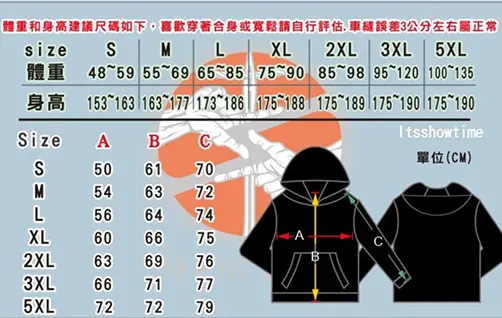 體重和身高建議尺碼如下，喜歡穿著合身或寬鬆請自行評估.車縫誤差3公分左右屬正常
size S M L XL 2XL 3XL 5XL
體重 48~59 55~69 65~85 75~90 85~98 95~120 100~135
身高 153~163 163~177 173~186 175~188 175~189 175~190 175~190
Itsshowtime
Size A B C
單位(CM)
S 50 61 70
M 54 63 72
L 56 64 74
XL 60 66 75
2XL 63 69 76
3XL 66 71 77
5XL 72 72 79
A
B
C